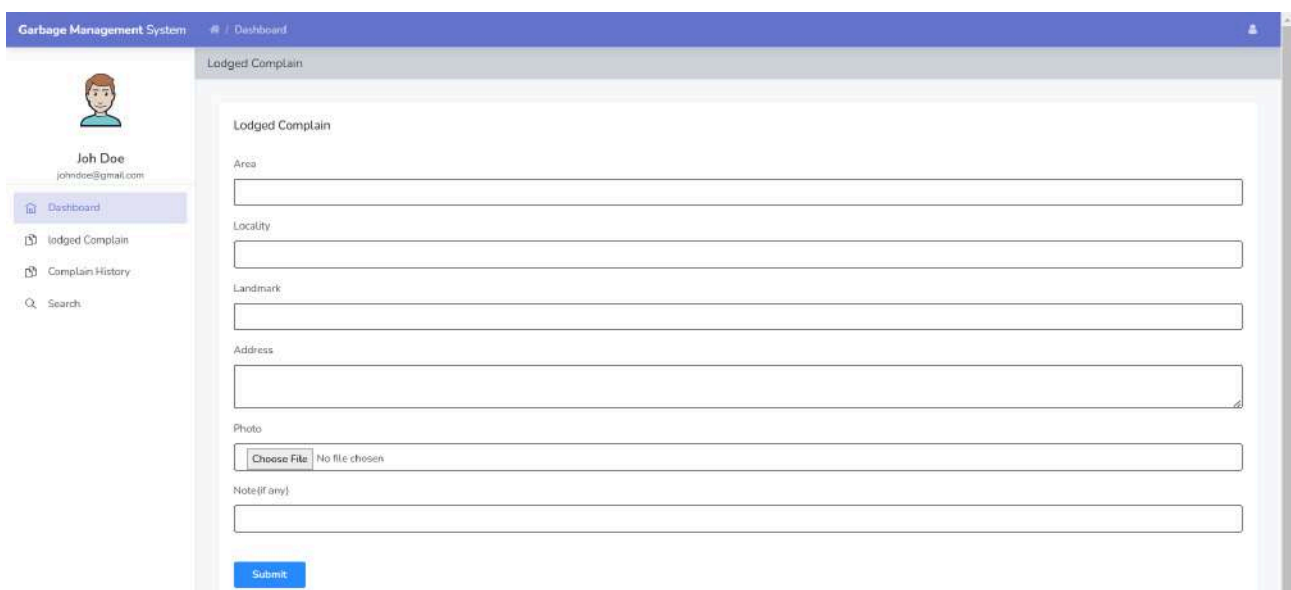 Garbage Management System / Dashboard
Lodged Complain
Joh Doe
johndoe@gmail.com
Dashboard
lodged Complain
Complain History
Search
Lodged Complain
Area
Locality
Landmark
Address
Photo
Choose File No file chosen
Note(if any)
Submit